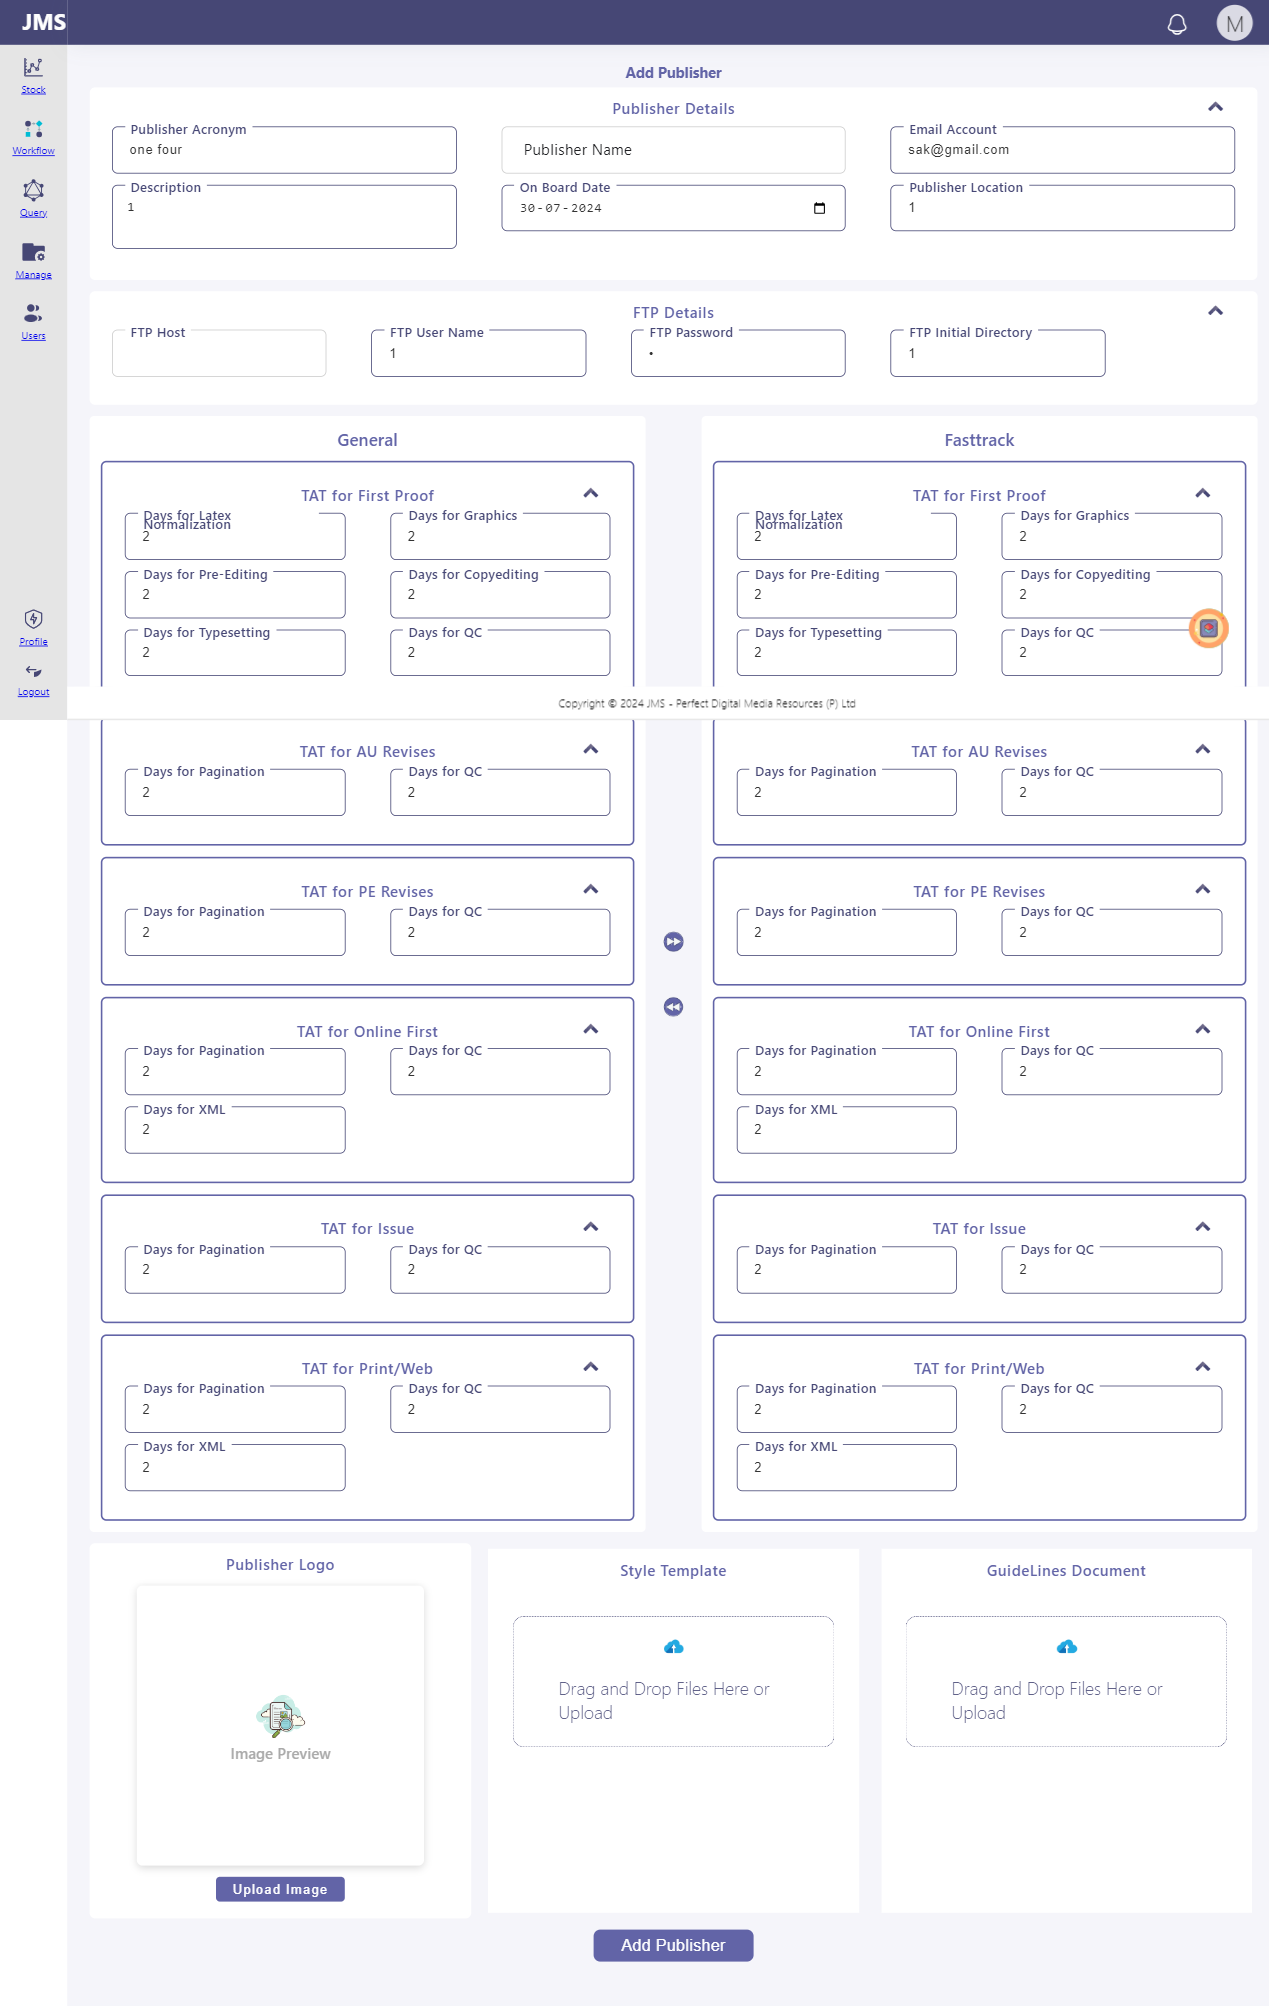 JMS
M
Stock
Workflow
Query
Manage
Users
Profile
Logout
Add Publisher
Publisher Details
Publisher Acronym
one four
Publisher Name
Email Account
sak@gmail.com
Description
1
On Board Date
30-07-2024
Publisher Location
1
FTP Details
FTP Host
FTP User Name
1
FTP Password
•
FTP Initial Directory
1
General
TAT for First Proof
Days for Latex
Normalization
2
Days for Graphics
2
Days for Pre-Editing
2
Days for Copyediting
2
Days for Typesetting
2
Days for QC
2
Fasttrack
TAT for First Proof
Days for Latex
Normalization
2
Days for Graphics
2
Days for Pre-Editing
2
Days for Copyediting
2
Days for Typesetting
2
Days for QC
2
Copyright © 2024 JMS - Perfect Digital Media Resources (P) Ltd
TAT for AU Revises
Days for Pagination
2
Days for QC
2
TAT for PE Revises
Days for Pagination
2
Days for QC
2
TAT for Online First
Days for Pagination
2
Days for QC
2
Days for XML
2
TAT for Issue
Days for Pagination
2
Days for QC
2
TAT for Print/Web
Days for Pagination
2
Days for QC
2
Days for XML
2
TAT for AU Revises
Days for Pagination
2
Days for QC
2
TAT for PE Revises
Days for Pagination
2
Days for QC
2
TAT for Online First
Days for Pagination
2
Days for QC
2
Days for XML
2
TAT for Issue
Days for Pagination
2
Days for QC
2
TAT for Print/Web
Days for Pagination
2
Days for QC
2
Days for XML
2
Publisher Logo
Image Preview
Upload Image
Style Template
Drag and Drop Files Here or
Upload
GuideLines Document
Drag and Drop Files Here or
Upload
Add Publisher